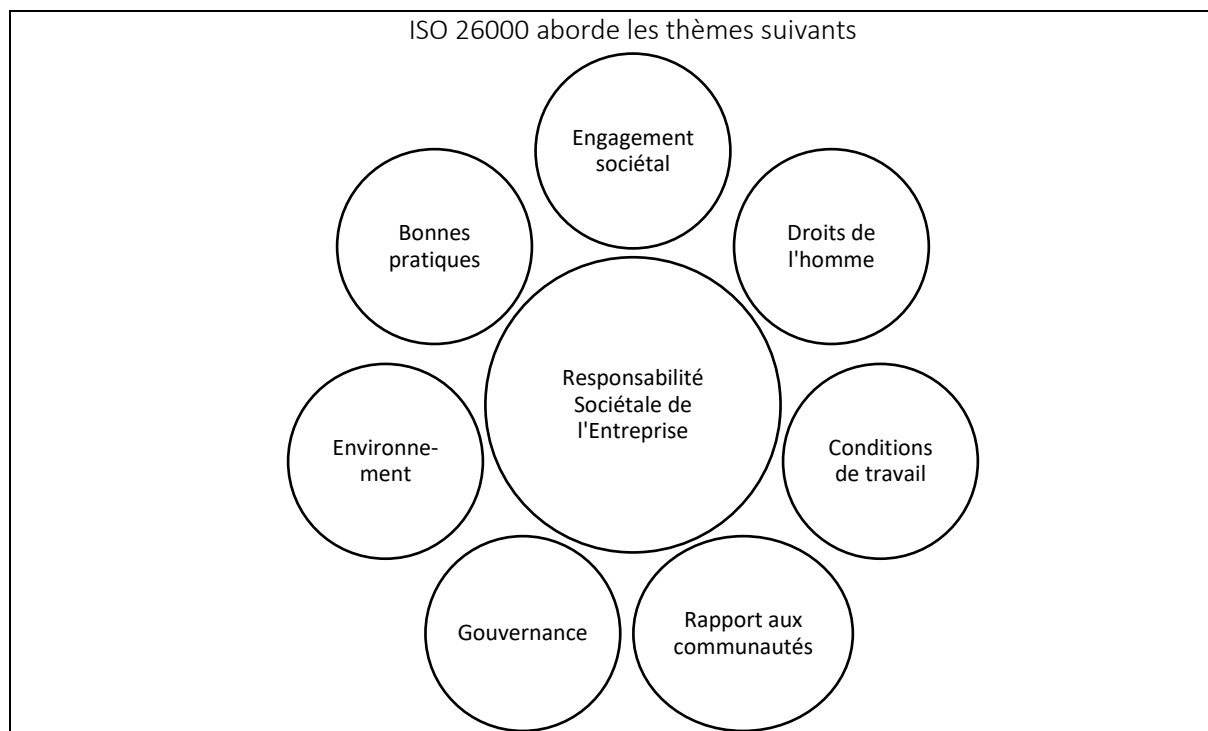 ISO 26000 aborde les thèmes suivants
Engagement
sociétal
Droits de
l'homme
Conditions
de travail
Rapport aux
communautés
Gouvernance
Environne-
ment
Bonnes
pratiques
Responsabilité
Sociétale de
l'Entreprise